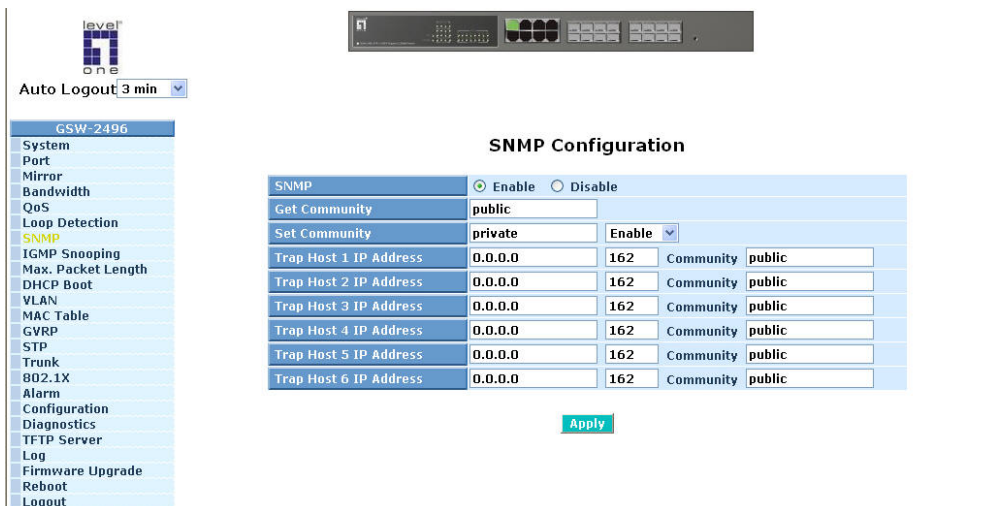 level
one
Auto Logout 3 min
GSW-2496
System
Port
Mirror
Bandwidth
QoS
Loop Detection
SNMP
IGMP Snooping
Max. Packet Length
DHCP Boot
VLAN
MAC Table
GVRP
STP
Trunk
802.1X
Alarm
Configuration
Diagnostics
TFTP Server
Log
Firmware Upgrade
Reboot
Logout
SNMP Configuration
SNMP Enable Disable
Get Community public
Set Community private Enable
Trap Host 1 IP Address 0.0.0.0 162 Community public
Trap Host 2 IP Address 0.0.0.0 162 Community public
Trap Host 3 IP Address 0.0.0.0 162 Community public
Trap Host 4 IP Address 0.0.0.0 162 Community public
Trap Host 5 IP Address 0.0.0.0 162 Community public
Trap Host 6 IP Address 0.0.0.0 162 Community public
Apply